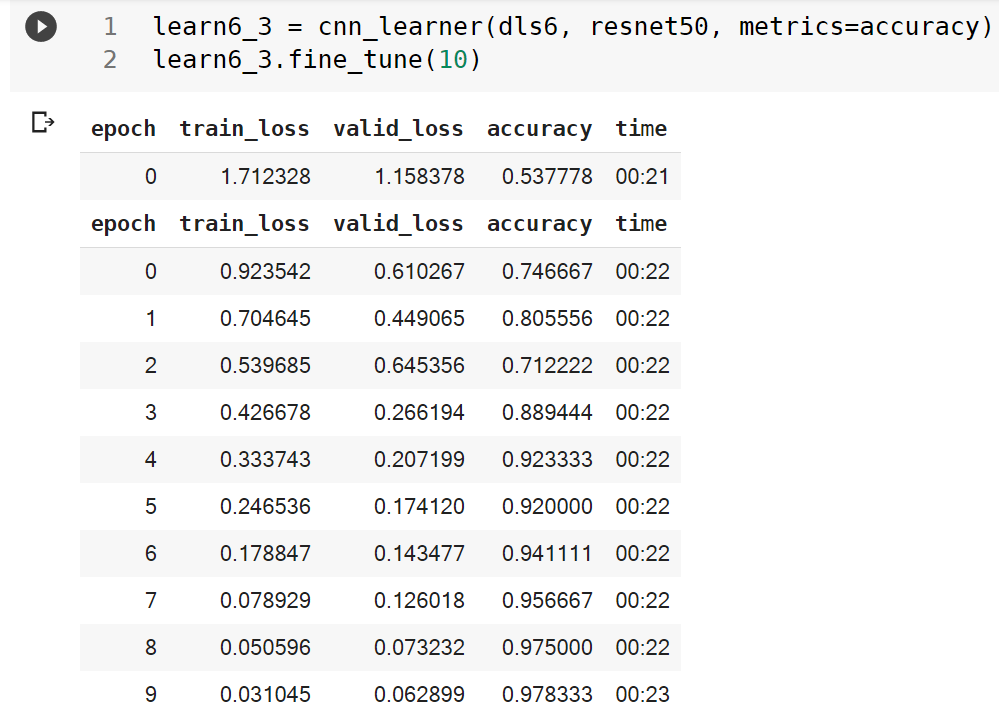 1 learn6_3 = cnn_learner(dls6, resnet50, metrics=accuracy)
2 learn6_3.fine_tune(10)
epoch train_loss valid_loss accuracy time
0 1.712328 1.158378 0.537778 00:21
epoch train_loss valid_loss accuracy time
0 0.923542 0.610267 0.746667 00:22
1 0.704645 0.449065 0.805556 00:22
2 0.539685 0.645356 0.712222 00:22
3 0.426678 0.266194 0.889444 00:22
4 0.333743 0.207199 0.923333 00:22
5 0.246536 0.174120 0.920000 00:22
6 0.178847 0.143477 0.941111 00:22
7 0.078929 0.126018 0.956667 00:22
8 0.050596 0.073232 0.975000 00:22
9 0.031045 0.062899 0.978333 00:23